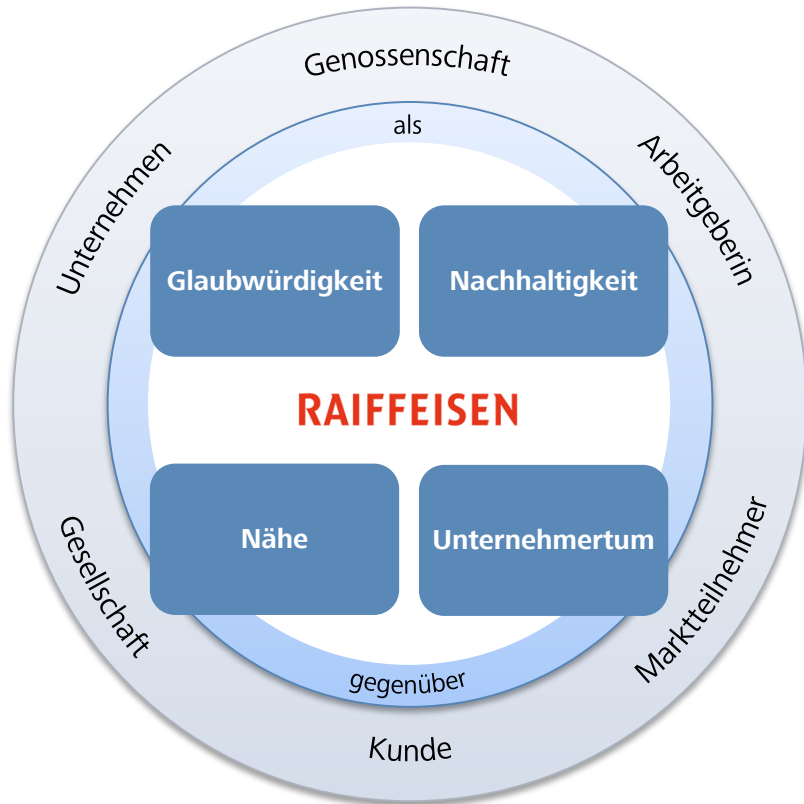 Genossenschaft
als
Unternehmen
Arbeitgeberin
Glaubwürdigkeit
Nachhaltigkeit
RAIFFEISEN
Nähe
Unternehmertum
Gesellschaft
Marktteilnehmer
gegenüber
Kunde